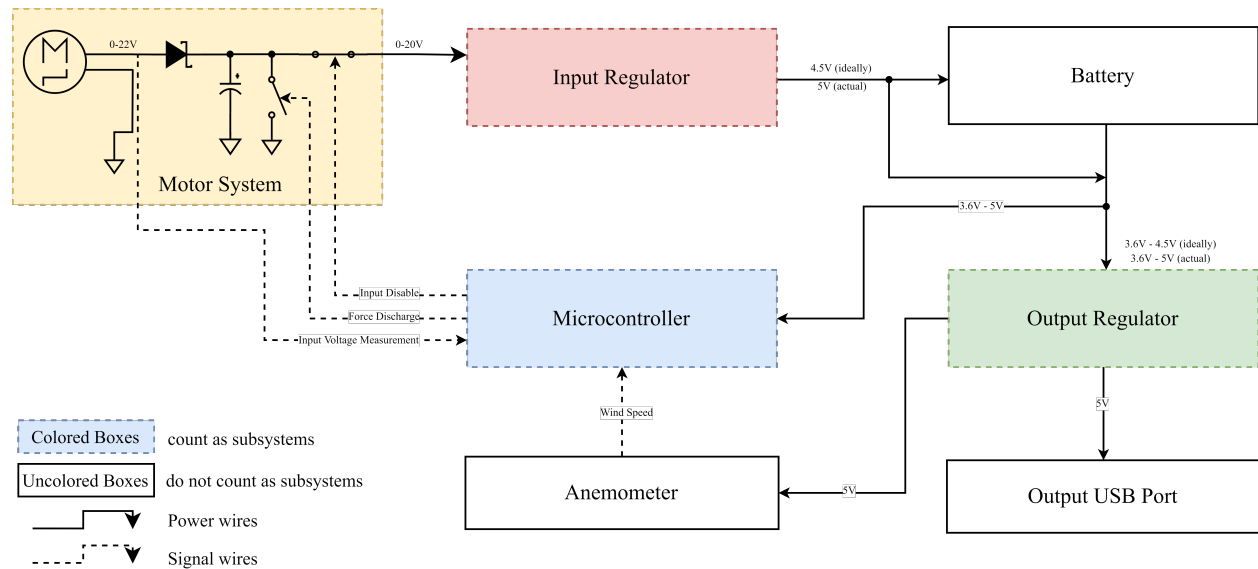 0-22V
0-20V
Motor System
Input Regulator
4.5V (ideally)
5V (actual)
Battery
3.6V - 5V
3.6V - 4.5V (ideally)
3.6V - 5V (actual)
Input Disable
Force Discharge
Input Voltage Measurement
Microcontroller
Output Regulator
Wind Speed
5V
Colored Boxes
count as subsystems
Uncolored Boxes
do not count as subsystems
Power wires
Signal wires
Anemometer
5V
Output USB Port